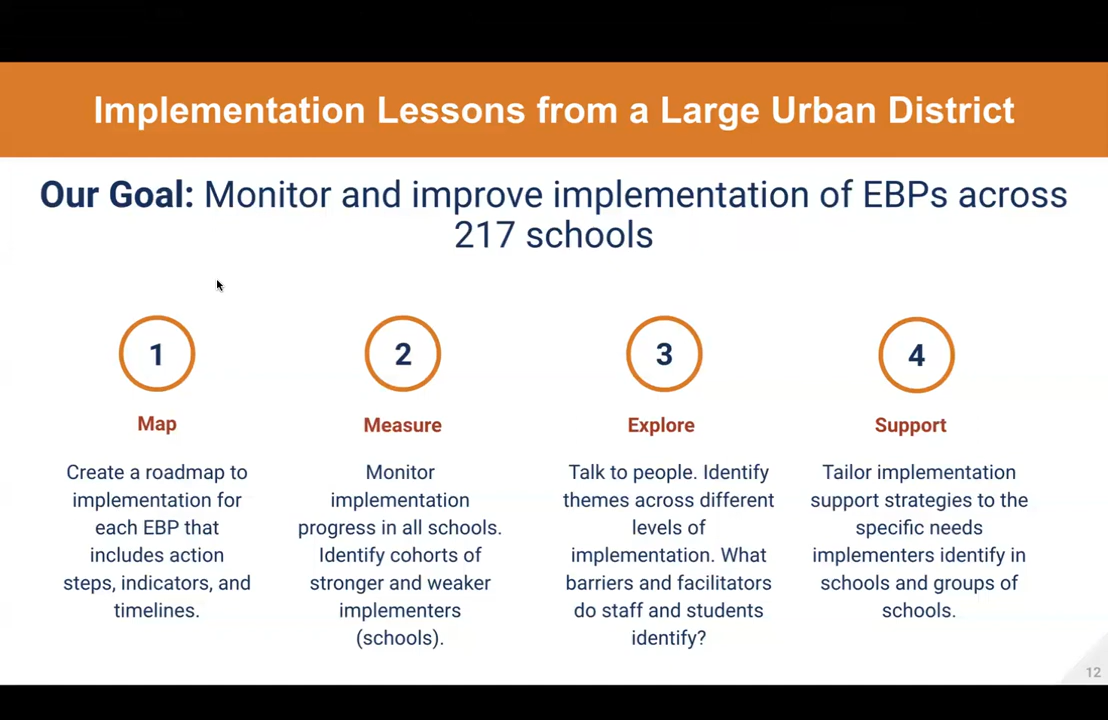 Implementation Lessons from a Large Urban District
Our Goal: Monitor and improve implementation of EBPs across
217 schools
1
Map
Create a roadmap to
implementation for
each EBP that
includes action
steps, indicators, and
timelines.
2
Measure
Monitor
implementation
progress in all schools.
Identify cohorts of
stronger and weaker
implementers
(schools).
3
Explore
Talk to people. Identify
themes across different
levels of
implementation. What
barriers and facilitators
do staff and students
identify?
4
Support
Tailor implementation
support strategies to the
specific needs
implementers identify in
schools and groups of
schools.
12